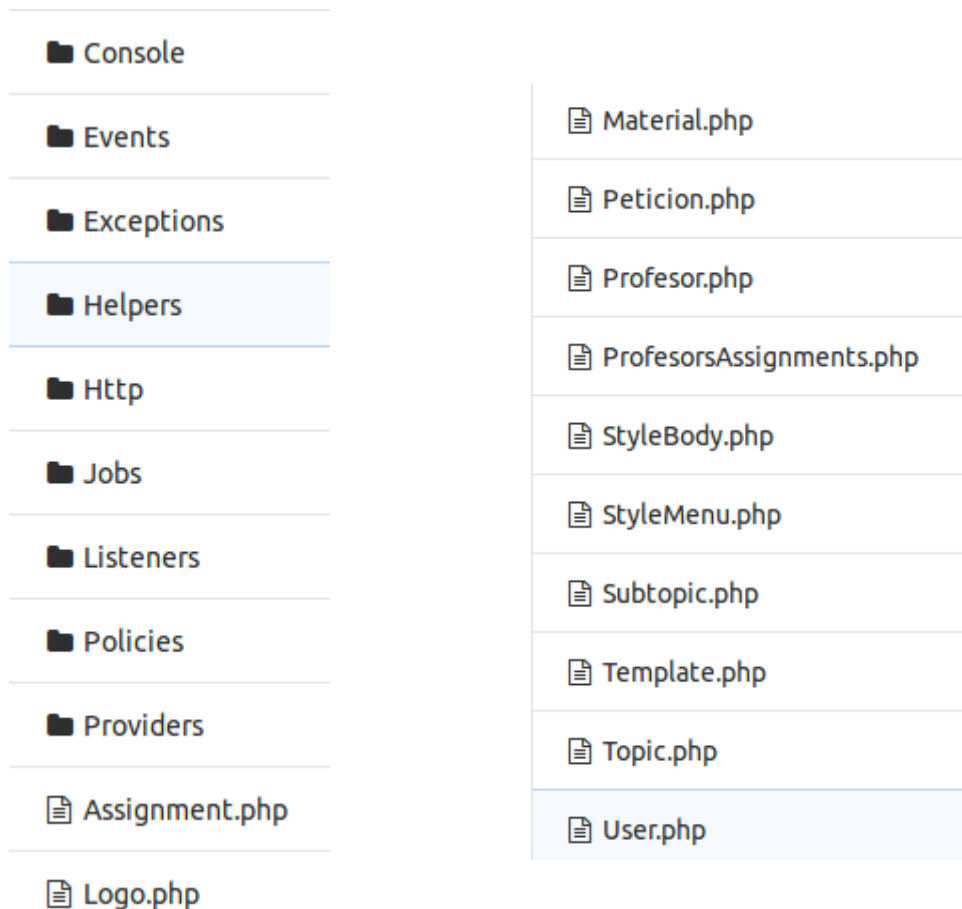 Console
Events
Exceptions
Helpers
Http
Jobs
Listeners
Policies
Providers
Assignment.php
Logo.php
Material.php
Peticion.php
Profesor.php
ProfesorsAssignments.php
StyleBody.php
StyleMenu.php
Subtopic.php
Template.php
Topic.php
User.php